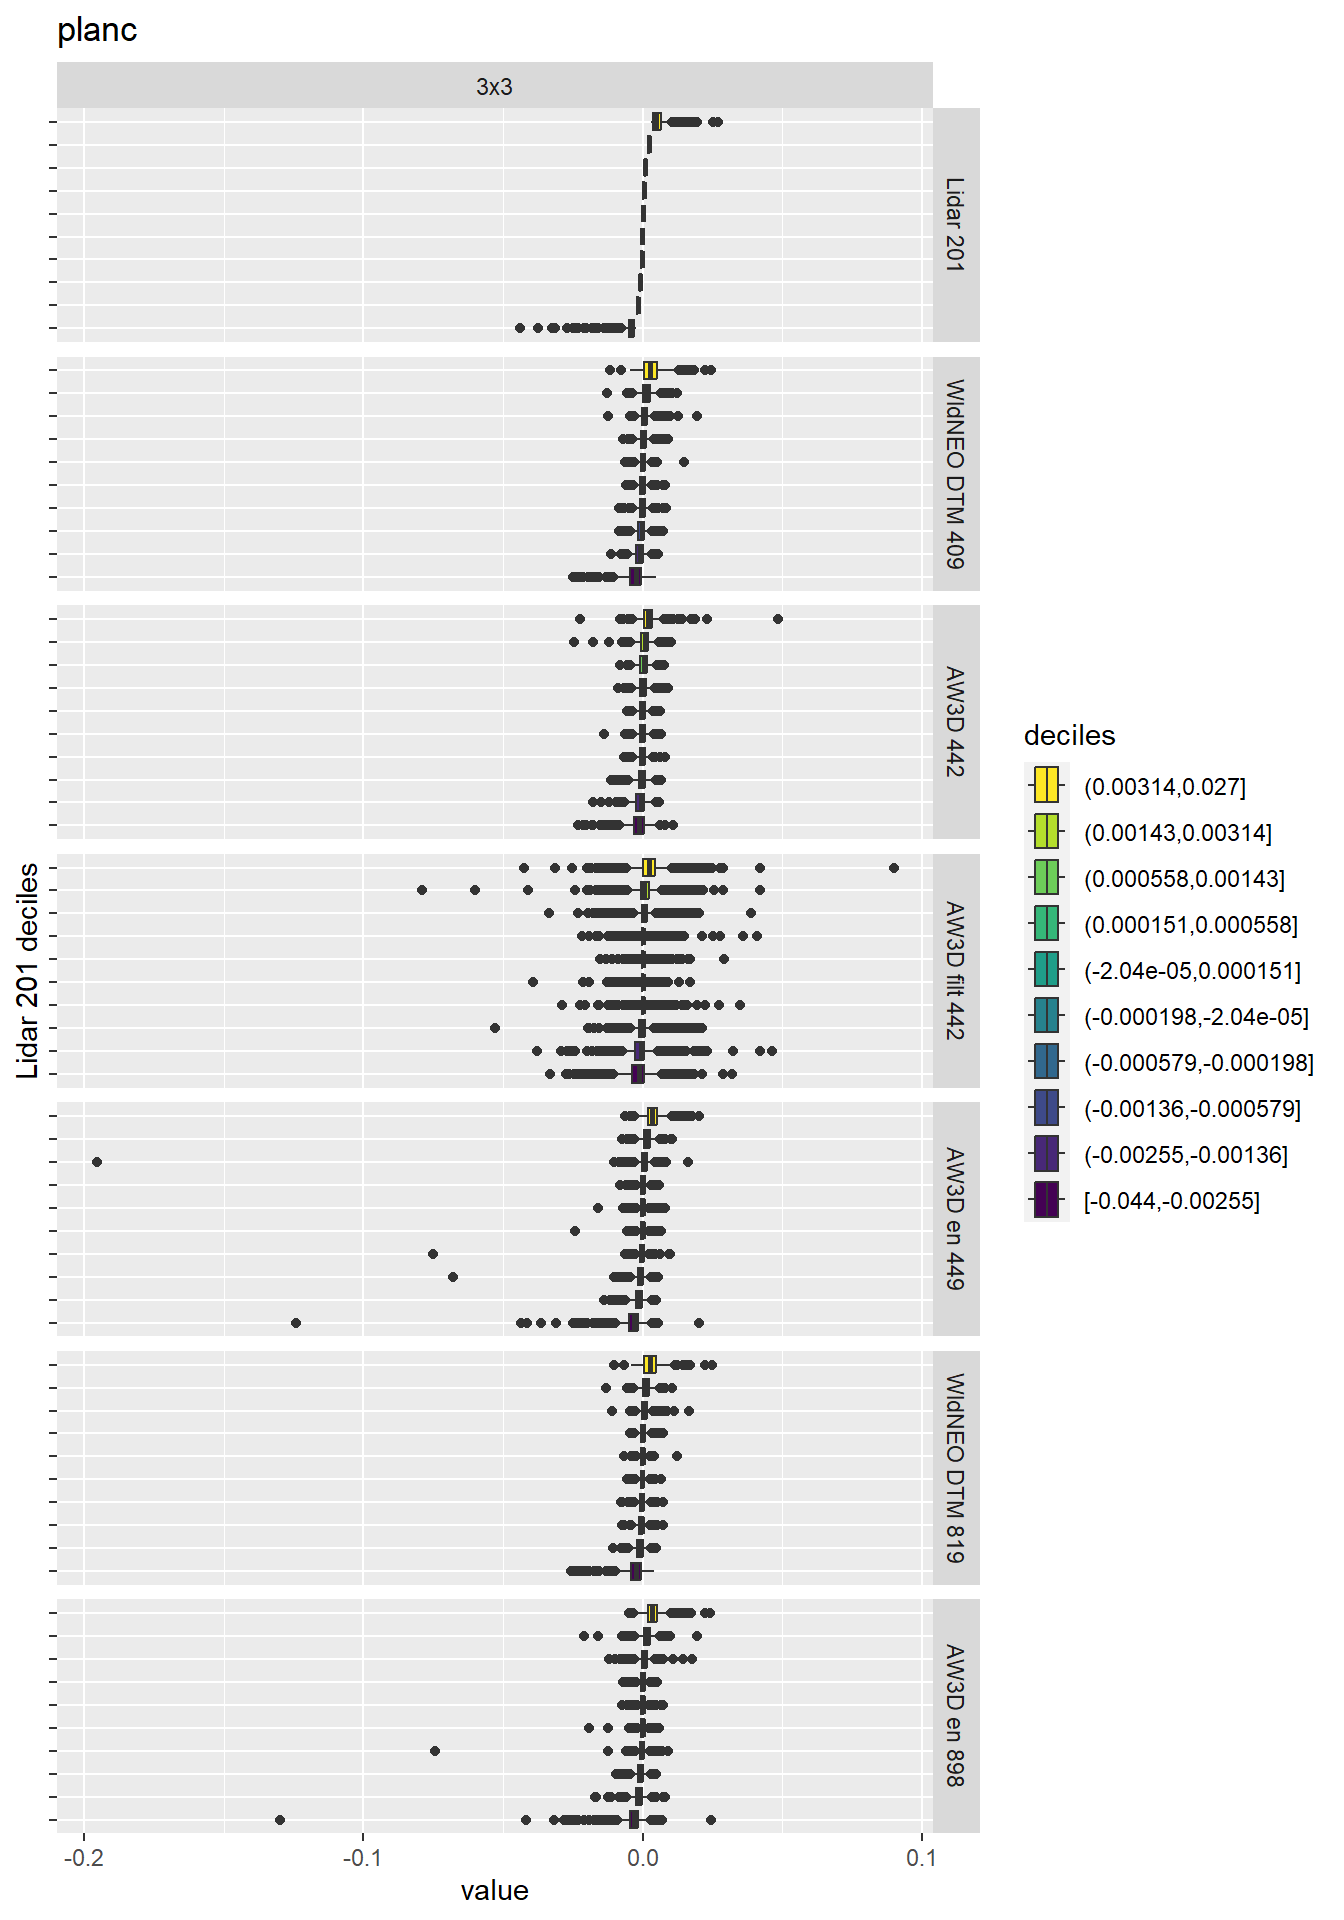 planc
3x3
Lidar 201
WldNEO DTM 409
AW3D 442
AW3D filt 442
AW3D en 449
WldNEO DTM 819
AW3D en 898
Lidar 201 deciles
-0.2
-0.1
0.0
0.1
value
deciles
(0.00314,0.027]
(0.00143,0.00314]
(0.000558,0.00143]
(0.000151,0.000558]
(-2.04e-05,0.000151]
(-0.000198,-2.04e-05]
(-0.000579,-0.000198]
(-0.00136,-0.000579]
(-0.00255,-0.00136]
[-0.044,-0.00255]